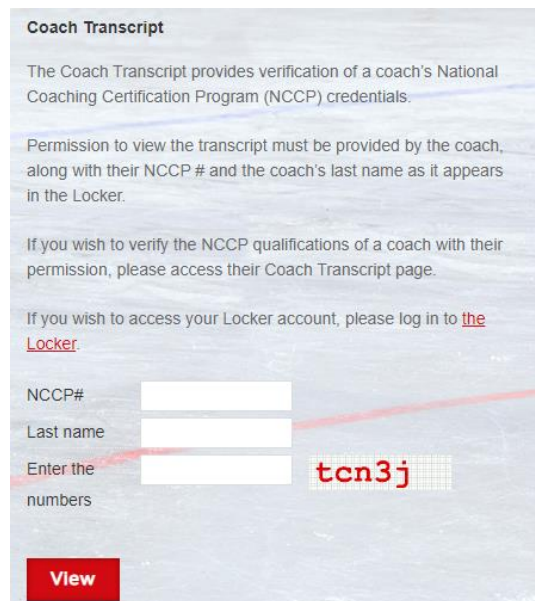 Coach Transcript
The Coach Transcript provides verification of a coach's National
Coaching Certification Program (NCCP) credentials.
Permission to view the transcript must be provided by the coach,
along with their NCCP # and the coach's last name as it appears
in the Locker.
If you wish to verify the NCCP qualifications of a coach with their
permission, please access their Coach Transcript page.
If you wish to access your Locker account, please log in to the
Locker.
NCCP#
Last name
Enter the
numbers
tcn3j
View